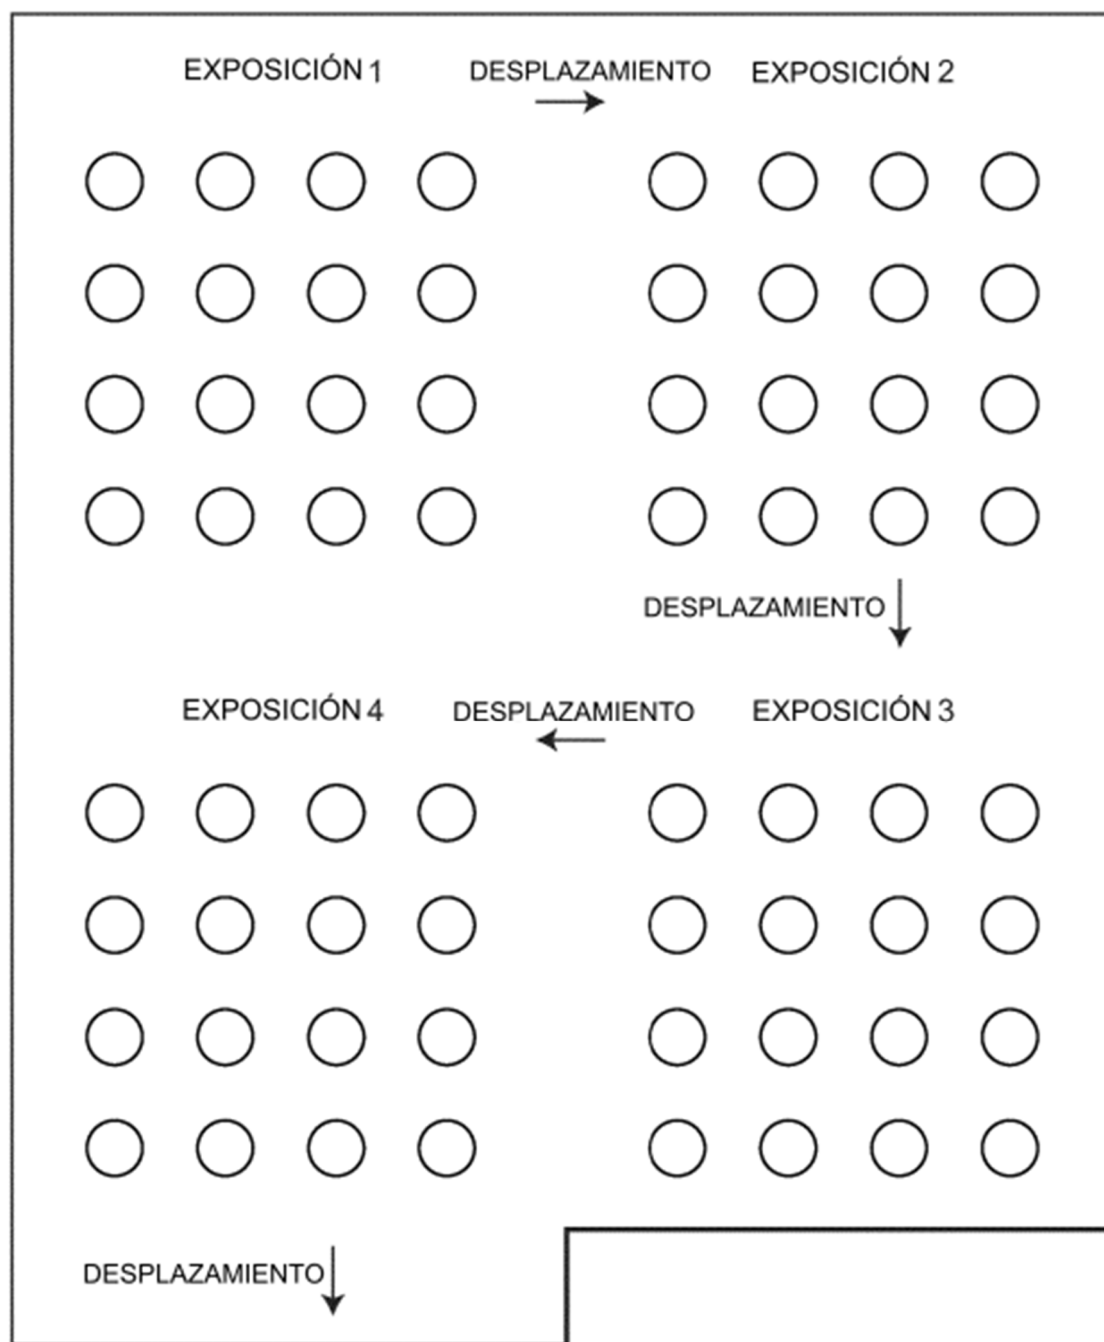 EXPOSICIÓN 1 DESPLAZAMIENTO EXPOSICIÓN 2
DESPLAZAMIENTO
EXPOSICIÓN 4 DESPLAZAMIENTO EXPOSICIÓN 3
DESPLAZAMIENTO